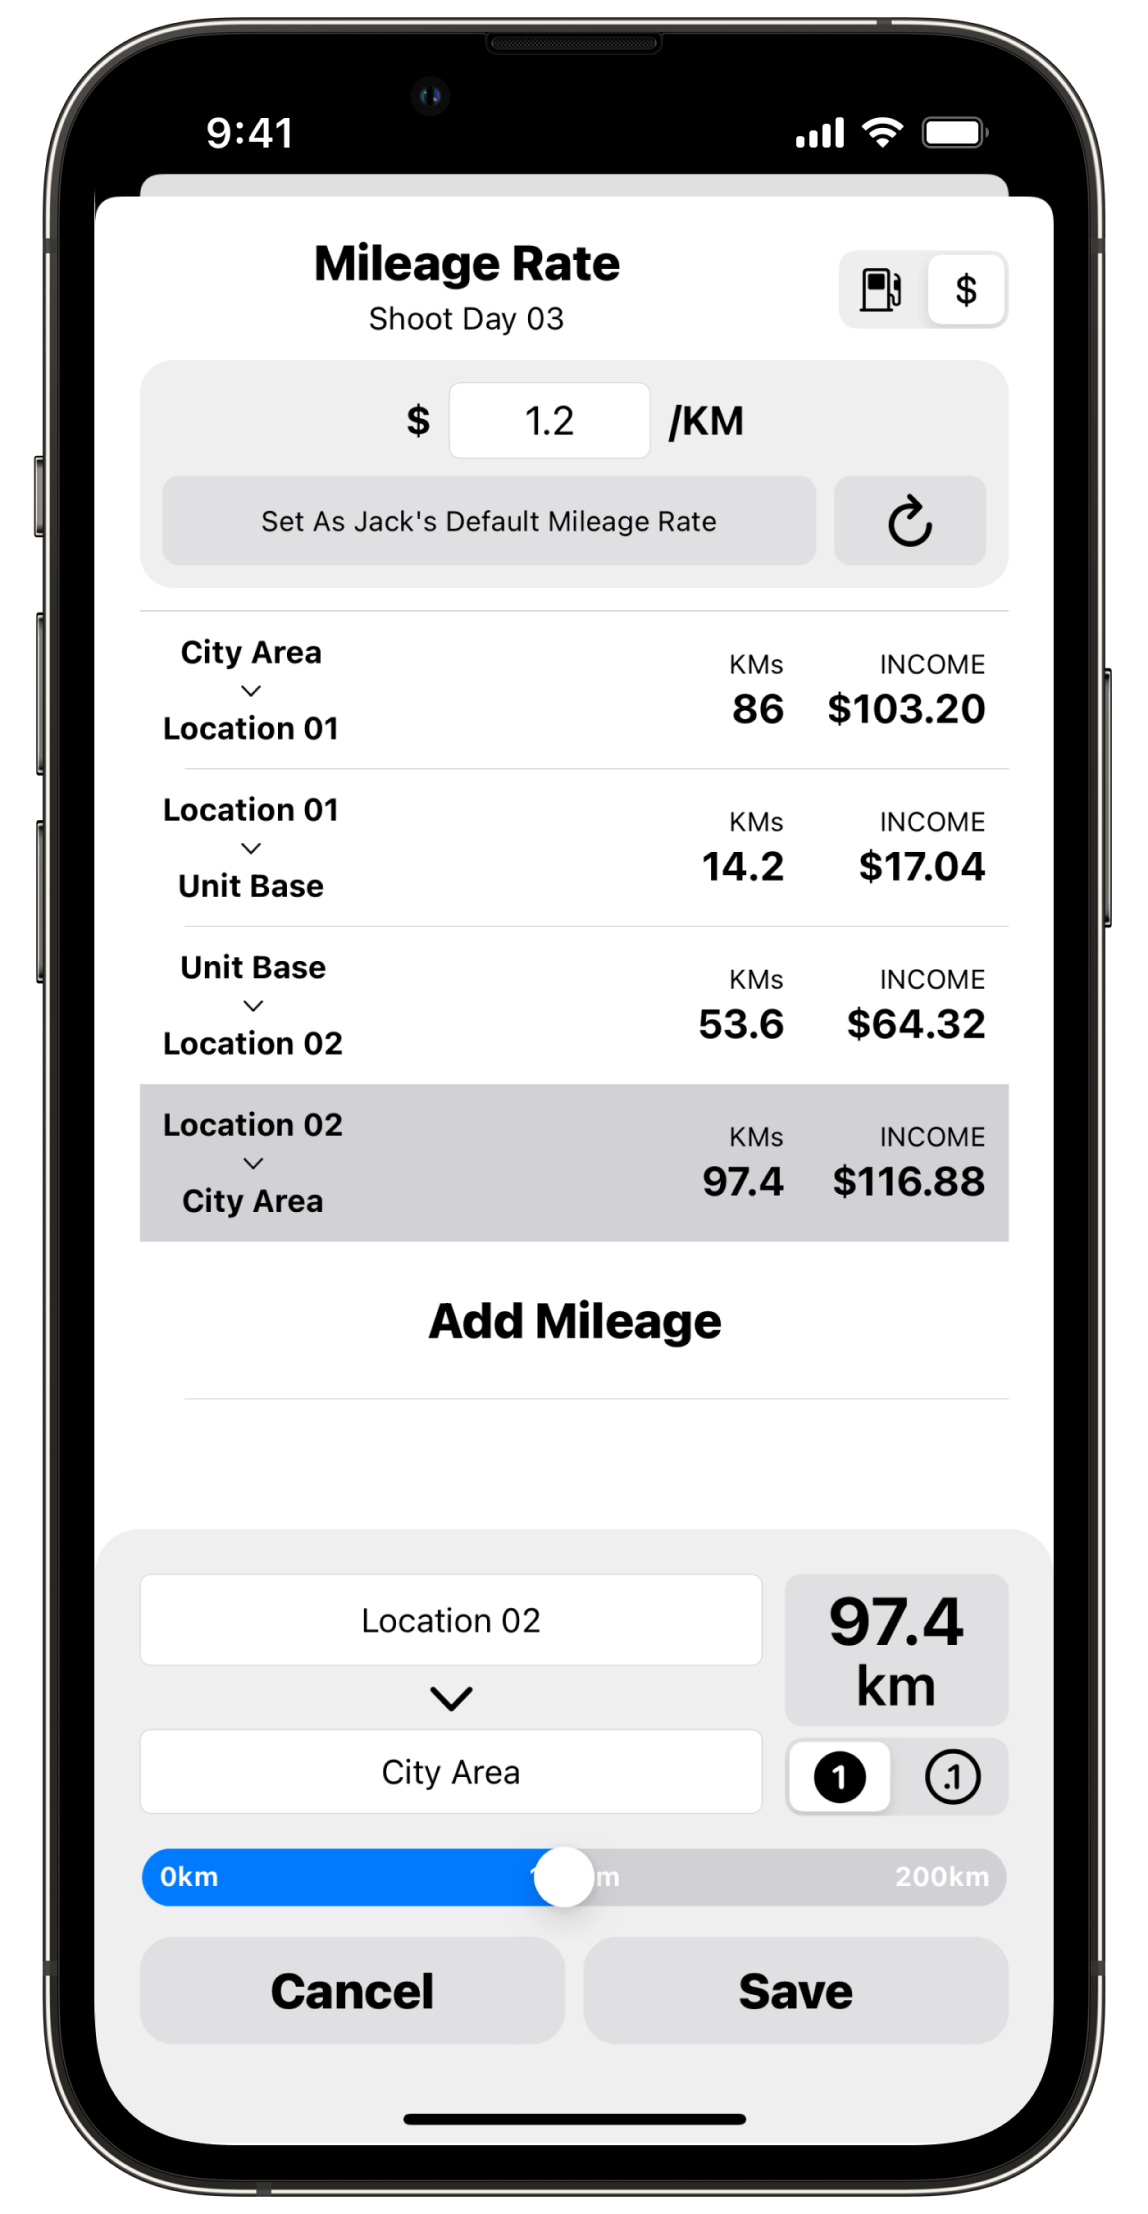 9:41
Mileage Rate
Shoot Day 03
$
$ 1.2 /KM
Set As Jack's Default Mileage Rate
City Area
Location 01
KMs INCOME
86 $103.20
Location 01
Unit Base
KMs INCOME
14.2 $17.04
Unit Base
Location 02
KMs INCOME
53.6 $64.32
Location 02
City Area
KMs INCOME
97.4 $116.88
Add Mileage
Location 02
97.4
km
City Area
1 .1
0km 200km
Cancel Save